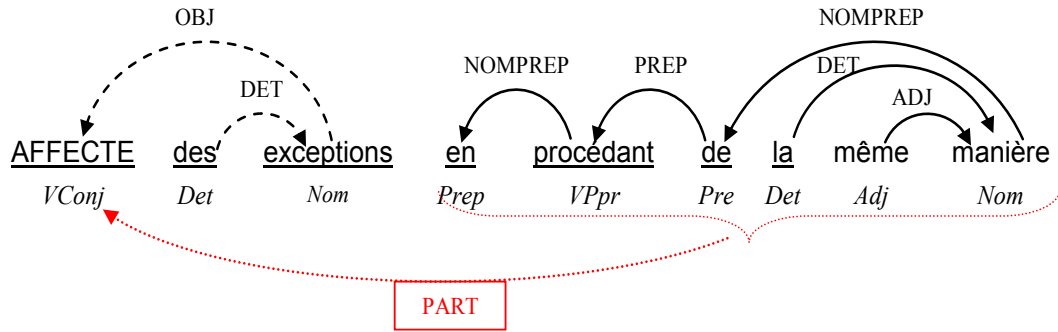 OBJ NOMPREP
NOMPREP PREP DET
DET ADJ
AFFECTE des exceptions en procédant de la même manière
VConj Det Nom Prep VPpr Pre Det Adj Nom
PART